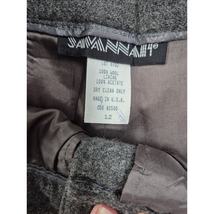 SAVANNAH
100% WOOL
LINING
100% ACETATE
DRY CLEAN ONLY
MADE IN U.S.A.
12